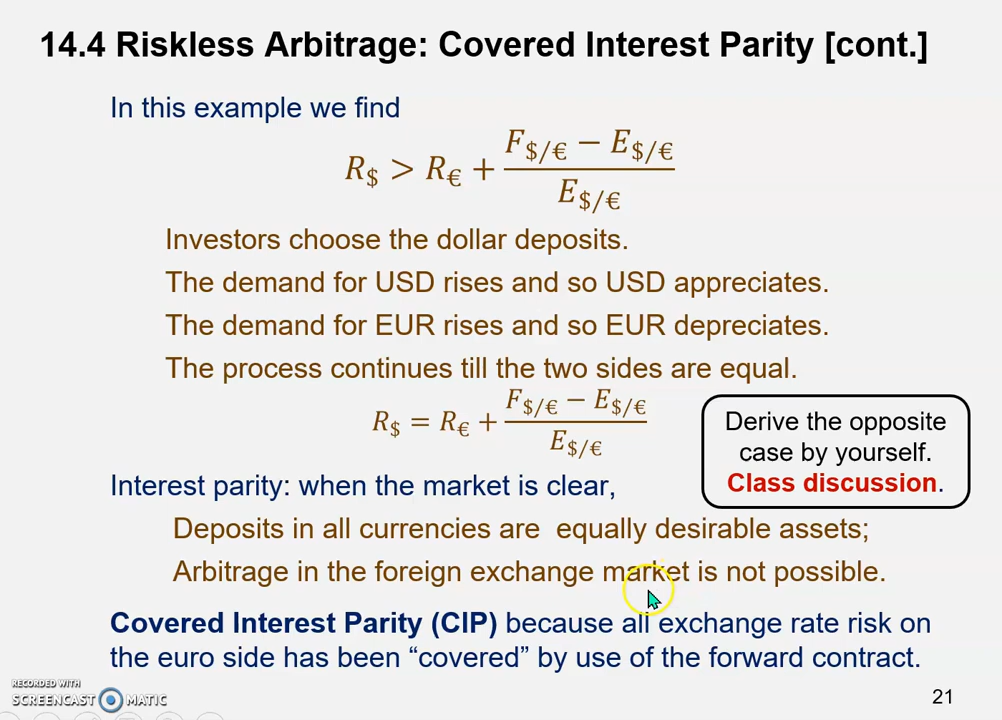 14.4 Riskless Arbitrage: Covered Interest Parity [cont.]
In this example we find
R$ > R€ + (F$/€ − E$/€) / E$/€
Investors choose the dollar deposits.
The demand for USD rises and so USD appreciates.
The demand for EUR rises and so EUR depreciates.
The process continues till the two sides are equal.
R$ = R€ + (F$/€ − E$/€) / E$/€
Derive the opposite
case by yourself.
Class discussion.
Interest parity: when the market is clear,
Deposits in all currencies are equally desirable assets;
Arbitrage in the foreign exchange market is not possible.
Covered Interest Parity (CIP) because all exchange rate risk on
the euro side has been “covered” by use of the forward contract.
RECORDED WITH
SCREENCAST MATIC
21